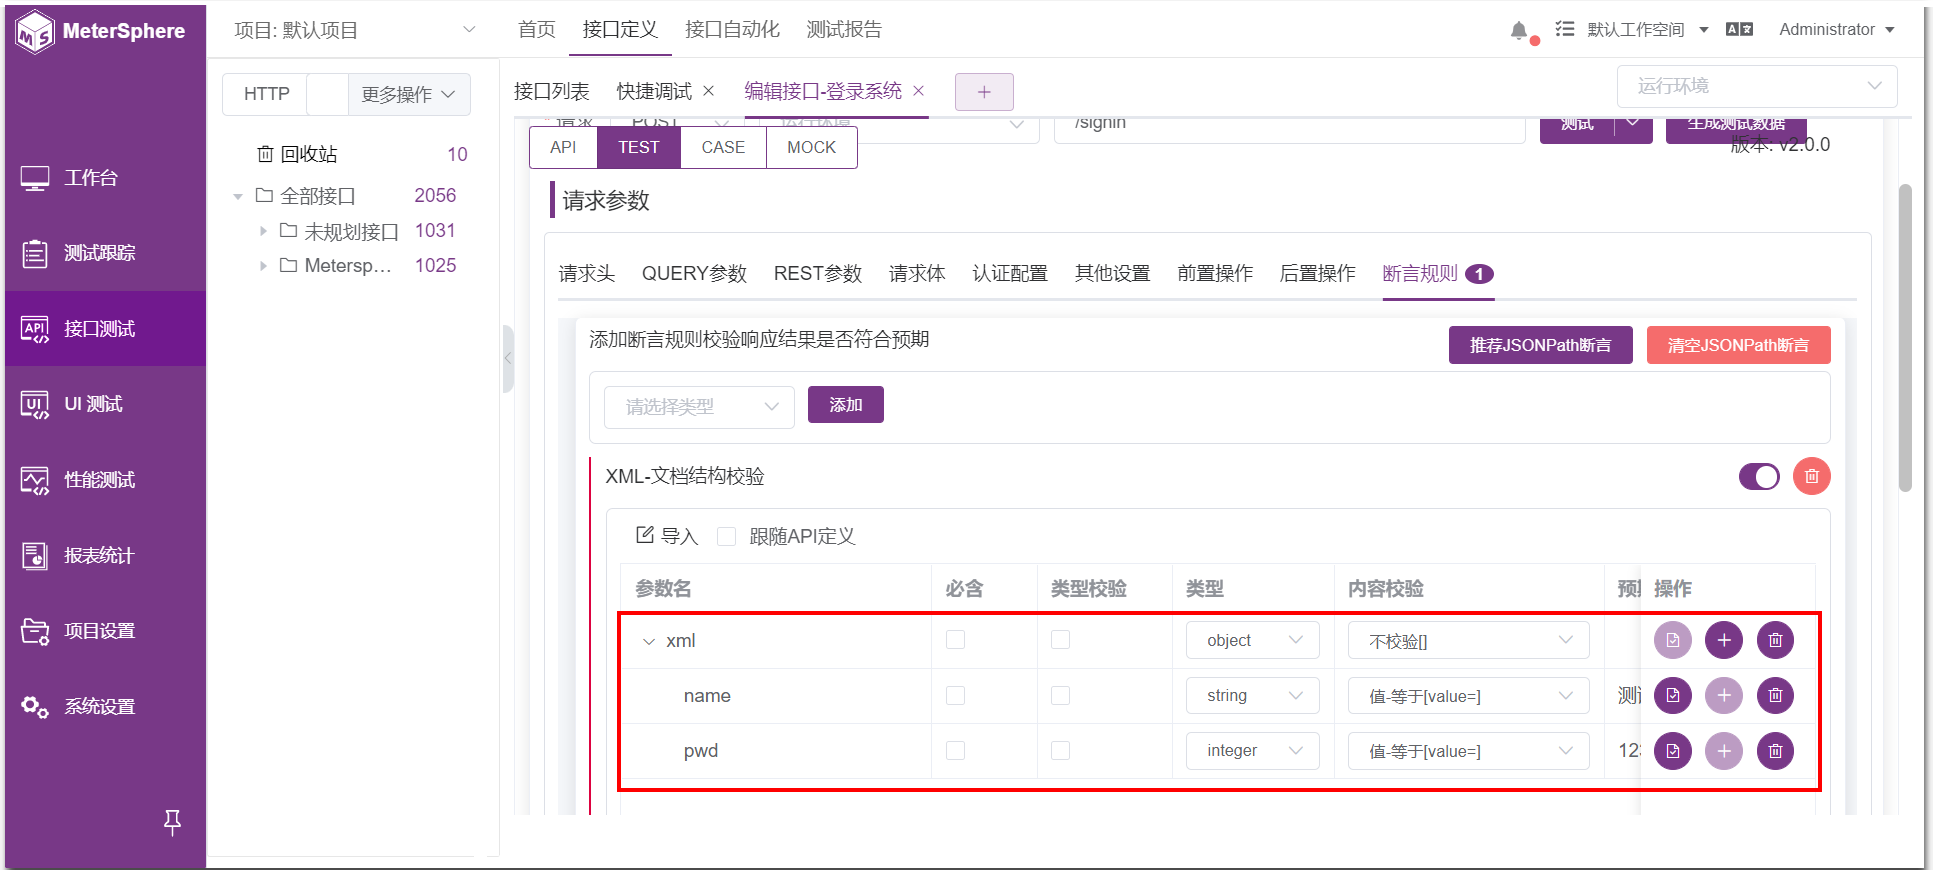 MeterSphere
项目: 默认项目
首页
接口定义
接口自动化
测试报告
默认工作空间
Administrator
HTTP
更多操作
接口列表
快捷调试
编辑接口-登录系统
运行环境
回收站 10
全部接口 2056
未规划接口 1031
Metersp... 1025
工作台
测试跟踪
接口测试
UI 测试
性能测试
报表统计
项目设置
系统设置
* 请求
POST
运行环境
/signin
测试
生成测试数据
版本: v2.0.0
API
TEST
CASE
MOCK
请求参数
请求头
QUERY参数
REST参数
请求体
认证配置
其他设置
前置操作
后置操作
断言规则 1
添加断言规则校验响应结果是否符合预期
推荐JSONPath断言
清空JSONPath断言
请选择类型
添加
XML-文档结构校验
导入
跟随API定义
参数名 必含 类型校验 类型 内容校验 操作
xml object 不校验[]
name string 值-等于[value=] 测
pwd integer 值-等于[value=] 12